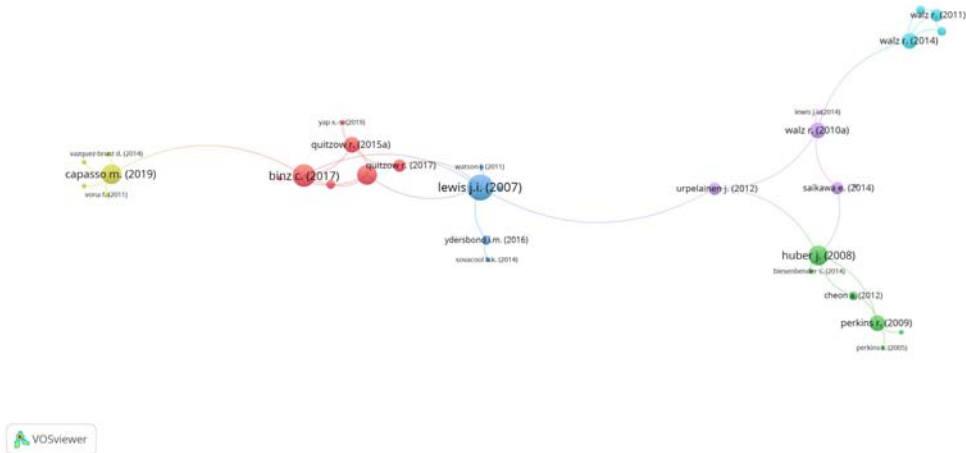 walz r. (2011)
walz r. (2014)
lewis j.i. (2014)
yap x.-s. (2019)
walz r. (2010a)
quitzow r. (2015a)
vazquez-brust d. (2014)
quitzow r. (2017)
watson j. (2011)
capasso m. (2019)
binz c. (2017)
lewis j.i. (2007)
urpelainen j. (2012)
saikawa e. (2014)
vona f. (2011)
ydersbond i.m. (2016)
huber j. (2008)
sovacool b.k. (2014)
biesenbender s. (2014)
cheon a. (2012)
perkins r. (2009)
perkins r. (2005)
VOSviewer